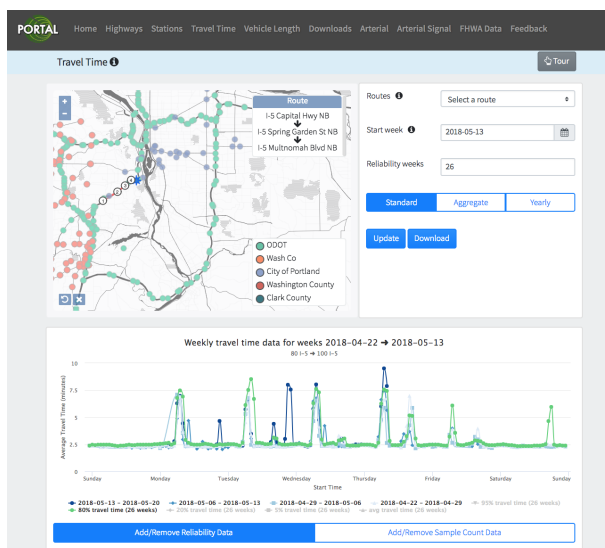 PORTAL
Home Highways Stations Travel Time Vehicle Length Downloads Arterial Arterial Signal FHWA Data Feedback
Travel Time
Tour
+
-
Route
I-5 Capital Hwy NB
I-5 Spring Garden St NB
I-5 Multnomah Blvd NB
1
2
3
4
ODOT
Wash Co
City of Portland
Washington County
Clark County
Routes
Select a route
Start week
2018-05-13
Reliability weeks
26
Standard Aggregate Yearly
Update Download
Weekly travel time data for weeks 2018-04-22 → 2018-05-13
80 I-5 → 100 I-5
Average Travel Time (minutes)
10
7.5
5
2.5
0
Sunday Monday Tuesday Wednesday Thursday Friday Saturday Sunday
Start Time
2018-05-13 - 2018-05-20 2018-05-06 - 2018-05-13 2018-04-29 - 2018-05-06 2018-04-22 - 2018-04-29 95% travel time (26 weeks)
80% travel time (26 weeks) 20% travel time (26 weeks) 5% travel time (26 weeks) avg travel time (26 weeks)
Add/Remove Reliability Data Add/Remove Sample Count Data